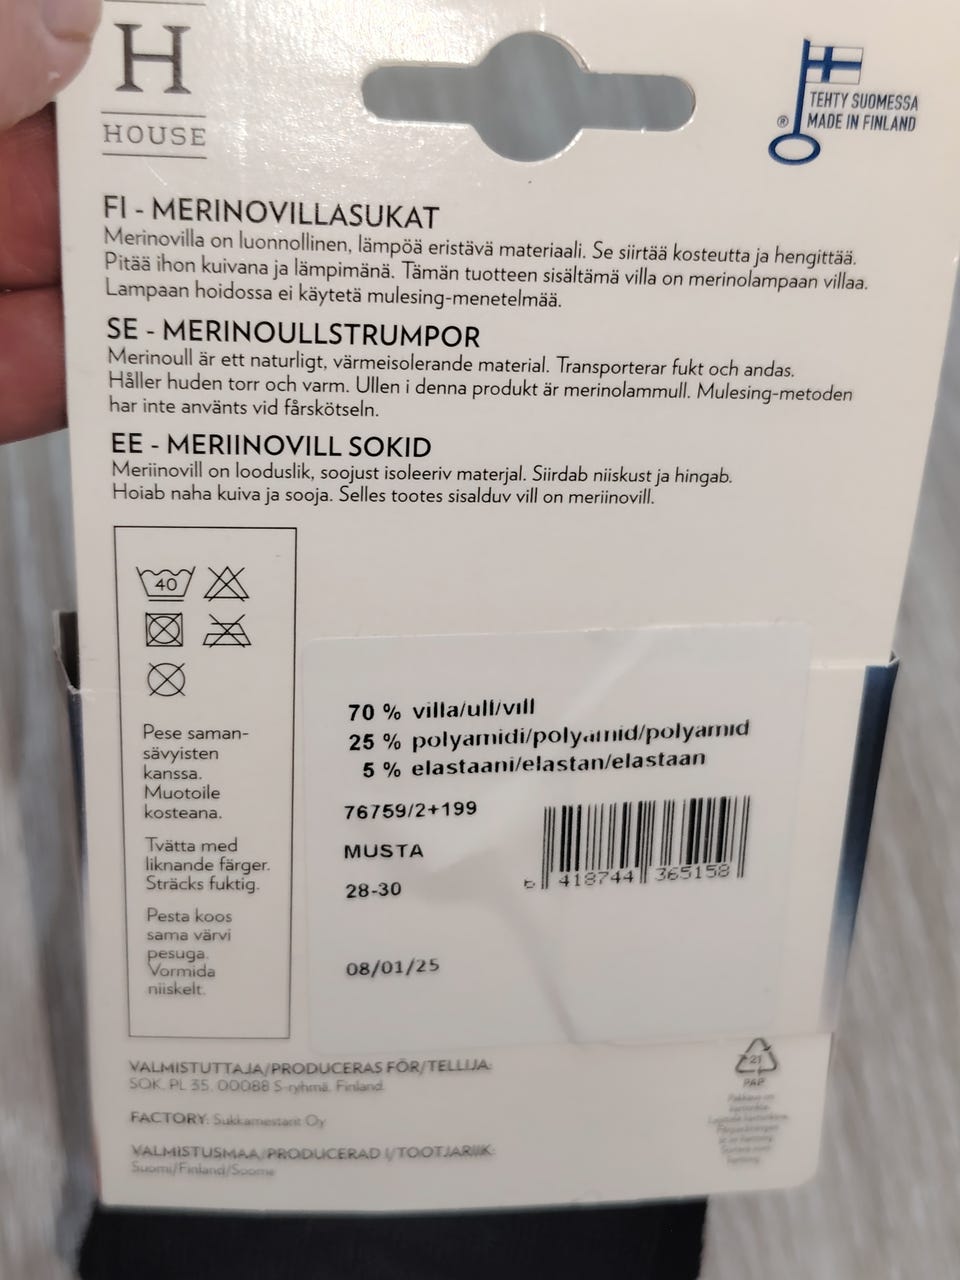 H
HOUSE
TEHTY SUOMESSA
® MADE IN FINLAND
FI - MERINOVILLASUKAT
Merinovilla on luonnollinen, lämpöä eristävä materiaali. Se siirtää kosteutta ja hengittää.
Pitää ihon kuivana ja lämpimänä. Tämän tuotteen sisältämä villa on merinolampaan villaa.
Lampaan hoidossa ei käytetä mulesing-menetelmää.
SE - MERINOULLSTRUMPOR
Merinoull är ett naturligt, värmeisolerande material. Transporterar fukt och andas.
Håller huden torr och varm. Ullen i denna produkt är merinolammull. Mulesing-metoden
har inte använts vid fårskötseln.
EE - MERIINOVILL SOKID
Meriinovill on looduslik, soojust isoleeriv materjal. Siirdab niiskust ja hingab.
Hoiab naha kuiva ja sooja. Selles tootes sisalduv vill on meriinovill.
40
Pese saman-
sävyisten
kanssa.
Muotoile
kosteana.
Tvätta med
liknande färger.
Sträcks fuktig.
Pesta koos
sama värvi
pesuga.
Vormida
niiskelt.
70 % villa/ull/vill
25 % polyamidi/polyamid/polyamid
5 % elastaani/elastan/elastaan
76759/2+199
MUSTA
28-30
08/01/25
6 418744 365158
VALMISTUTTAJA/PRODUCERAS FÖR/TELLIJA:
SOK, PL 35, 00088 S-ryhmä, Finland.
FACTORY: Sukkamestarit Oy
VALMISTUSMAA/PRODUCERAD I/TOOTJARIIK:
Suomi/Finland/Soome
21
PAP